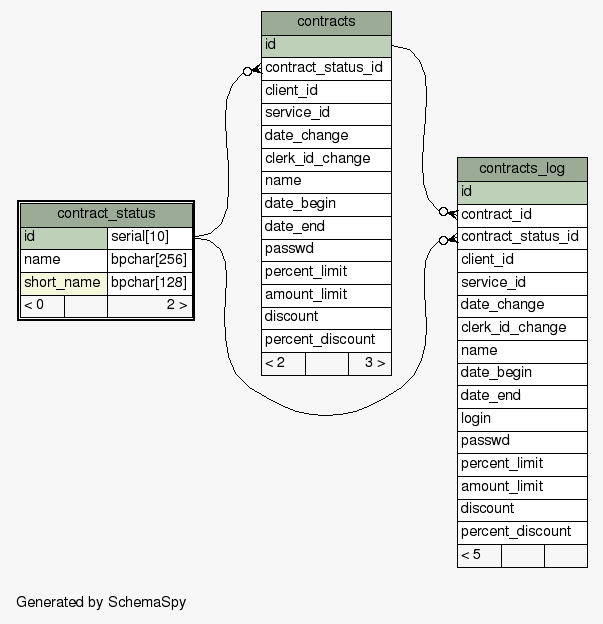 contracts
id
contract_status_id
client_id
service_id
date_change
clerk_id_change
name
date_begin
date_end
passwd
percent_limit
amount_limit
discount
percent_discount
< 2 3 >
contract_status
id serial[10]
name bpchar[256]
short_name bpchar[128]
< 0 2 >
contracts_log
id
contract_id
contract_status_id
client_id
service_id
date_change
clerk_id_change
name
date_begin
date_end
login
passwd
percent_limit
amount_limit
discount
percent_discount
< 5
Generated by SchemaSpy